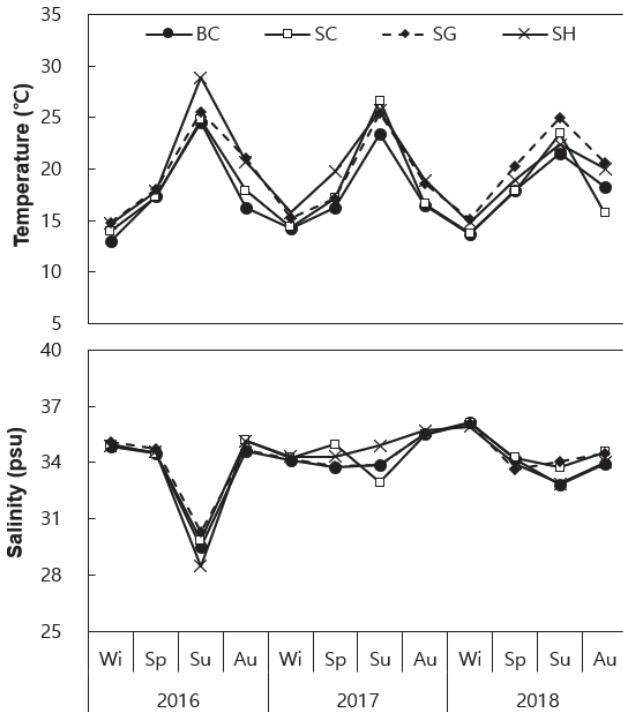 BC SC SG SH
Temperature (℃)
35
30
25
20
15
10
5
Salinity (psu)
40
37
34
31
28
25
Wi Sp Su Au Wi Sp Su Au Wi Sp Su Au
2016 2017 2018